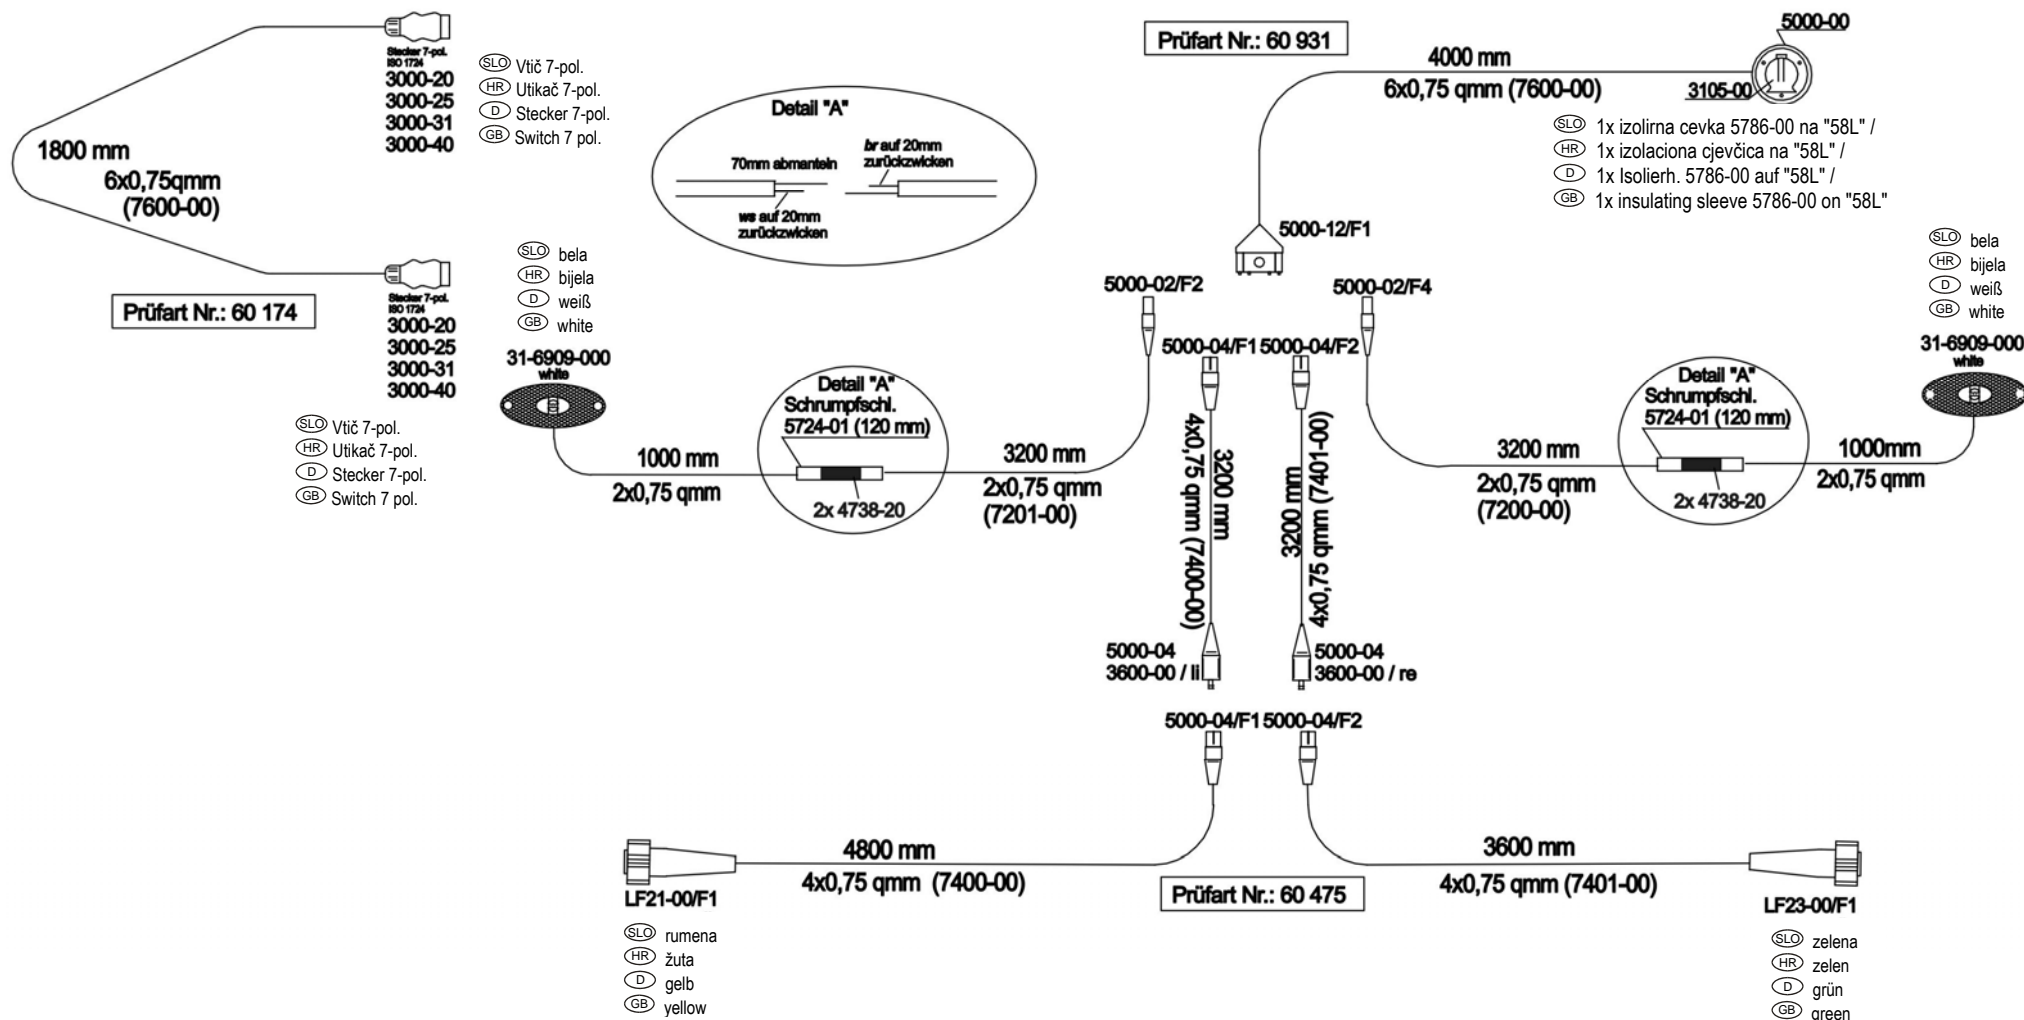 Stecker 7-pol.
ISO 1724
3000-20
3000-25
3000-31
3000-40
SLO Vtič 7-pol.
HR Utikač 7-pol.
D Stecker 7-pol.
GB Switch 7 pol.
1800 mm
6x0,75qmm
(7600-00)
Stecker 7-pol.
ISO 1724
3000-20
3000-25
3000-31
3000-40
Prüfart Nr.: 60 174
SLO Vtič 7-pol.
HR Utikač 7-pol.
D Stecker 7-pol.
GB Switch 7 pol.
Detail "A"
70mm abmanteln
br auf 20mm
zurückzwicken
ws auf 20mm
zurückzwicken
Prüfart Nr.: 60 931
4000 mm
6x0,75 qmm (7600-00)
5000-00
3105-00
SLO 1x izolirna cevka 5786-00 na "58L" /
HR 1x izolaciona cjevčica na "58L" /
D 1x Isolierh. 5786-00 auf "58L" /
GB 1x insulating sleeve 5786-00 on "58L"
5000-12/F1
SLO bela
HR bijela
D weiß
GB white
31-6909-000
white
1000 mm
2x0,75 qmm
Detail "A"
Schrumpfschl.
5724-01 (120 mm)
2x 4738-20
3200 mm
2x0,75 qmm
(7201-00)
5000-02/F2
5000-02/F4
5000-04/F1 5000-04/F2
3200 mm
4x0,75 qmm (7400-00)
3200 mm
4x0,75 qmm (7401-00)
5000-04
3600-00 / li
5000-04
3600-00 / re
3200 mm
2x0,75 qmm
(7200-00)
Detail "A"
Schrumpfschl.
5724-01 (120 mm)
2x 4738-20
1000mm
2x0,75 qmm
SLO bela
HR bijela
D weiß
GB white
31-6909-000
white
5000-04/F1 5000-04/F2
4800 mm
4x0,75 qmm (7400-00)
Prüfart Nr.: 60 475
3600 mm
4x0,75 qmm (7401-00)
LF21-00/F1
SLO rumena
HR žuta
D gelb
GB yellow
LF23-00/F1
SLO zelena
HR zelen
D grün
GB green